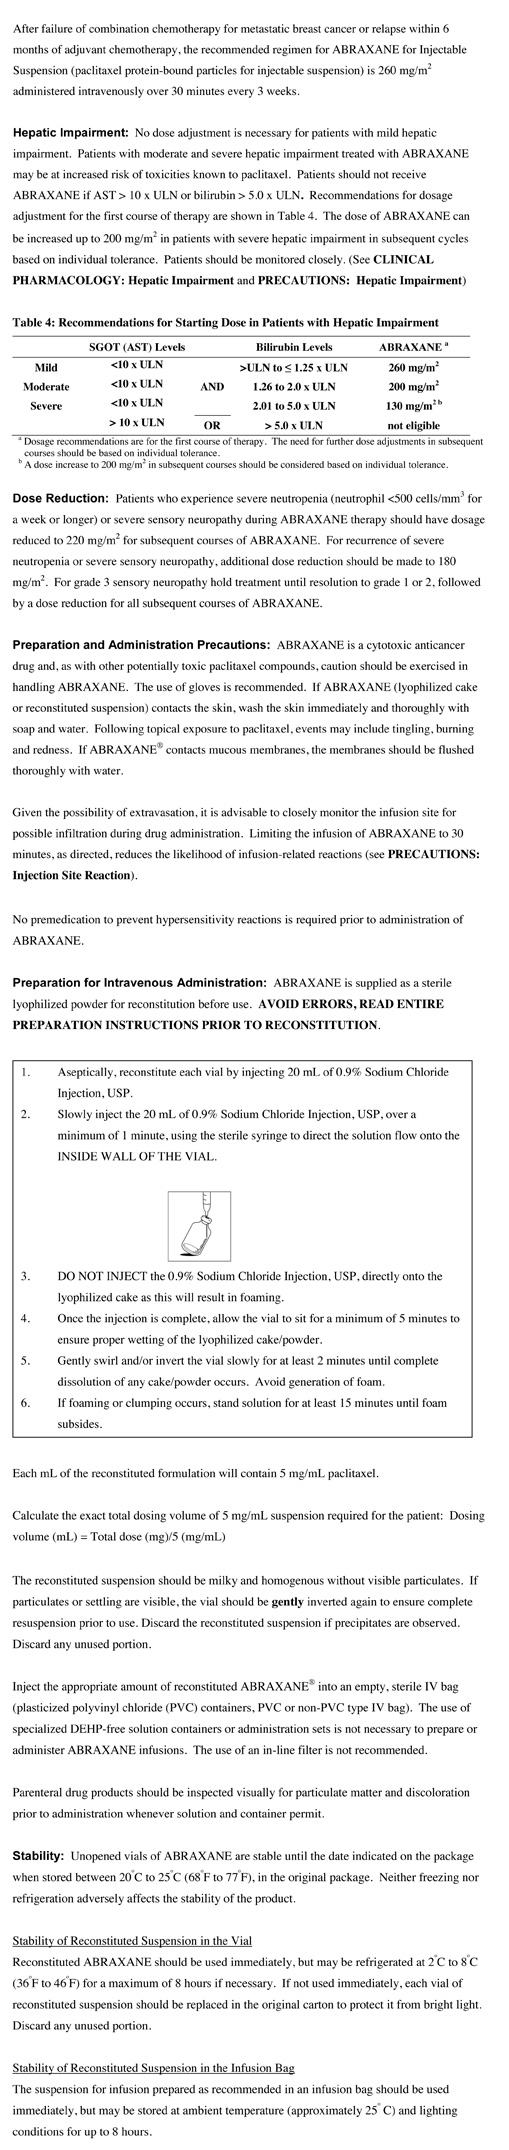 After failure of combination chemotherapy for metastatic breast cancer or relapse within 6
months of adjuvant chemotherapy, the recommended regimen for ABRAXANE for Injectable
Suspension (paclitaxel protein-bound particles for injectable suspension) is 260 mg/m²
administered intravenously over 30 minutes every 3 weeks.
Hepatic Impairment: No dose adjustment is necessary for patients with mild hepatic
impairment. Patients with moderate and severe hepatic impairment treated with ABRAXANE
may be at increased risk of toxicities known to paclitaxel. Patients should not receive
ABRAXANE if AST > 10 x ULN or bilirubin > 5.0 x ULN. Recommendations for dosage
adjustment for the first course of therapy are shown in Table 4. The dose of ABRAXANE can
be increased up to 200 mg/m² in patients with severe hepatic impairment in subsequent cycles
based on individual tolerance. Patients should be monitored closely. (See CLINICAL
PHARMACOLOGY: Hepatic Impairment and PRECAUTIONS: Hepatic Impairment)
Table 4: Recommendations for Starting Dose in Patients with Hepatic Impairment
SGOT (AST) Levels Bilirubin Levels ABRAXANE ᵃ
Mild <10 x ULN >ULN to ≤ 1.25 x ULN 260 mg/m²
Moderate <10 x ULN AND 1.26 to 2.0 x ULN 200 mg/m²
Severe <10 x ULN 2.01 to 5.0 x ULN 130 mg/m² ᵇ
> 10 x ULN OR > 5.0 x ULN not eligible
ᵃ Dosage recommendations are for the first course of therapy. The need for further dose adjustments in subsequent
courses should be based on individual tolerance.
ᵇ A dose increase to 200 mg/m² in subsequent courses should be considered based on individual tolerance.
Dose Reduction: Patients who experience severe neutropenia (neutrophil <500 cells/mm³ for
a week or longer) or severe sensory neuropathy during ABRAXANE therapy should have dosage
reduced to 220 mg/m² for subsequent courses of ABRAXANE. For recurrence of severe
neutropenia or severe sensory neuropathy, additional dose reduction should be made to 180
mg/m². For grade 3 sensory neuropathy hold treatment until resolution to grade 1 or 2, followed
by a dose reduction for all subsequent courses of ABRAXANE.
Preparation and Administration Precautions: ABRAXANE is a cytotoxic anticancer
drug and, as with other potentially toxic paclitaxel compounds, caution should be exercised in
handling ABRAXANE. The use of gloves is recommended. If ABRAXANE (lyophilized cake
or reconstituted suspension) contacts the skin, wash the skin immediately and thoroughly with
soap and water. Following topical exposure to paclitaxel, events may include tingling, burning
and redness. If ABRAXANE® contacts mucous membranes, the membranes should be flushed
thoroughly with water.
Given the possibility of extravasation, it is advisable to closely monitor the infusion site for
possible infiltration during drug administration. Limiting the infusion of ABRAXANE to 30
minutes, as directed, reduces the likelihood of infusion-related reactions (see PRECAUTIONS:
Injection Site Reaction).
No premedication to prevent hypersensitivity reactions is required prior to administration of
ABRAXANE.
Preparation for Intravenous Administration: ABRAXANE is supplied as a sterile
lyophilized powder for reconstitution before use. AVOID ERRORS, READ ENTIRE
PREPARATION INSTRUCTIONS PRIOR TO RECONSTITUTION.
1. Aseptically, reconstitute each vial by injecting 20 mL of 0.9% Sodium Chloride
Injection, USP.
2. Slowly inject the 20 mL of 0.9% Sodium Chloride Injection, USP, over a
minimum of 1 minute, using the sterile syringe to direct the solution flow onto the
INSIDE WALL OF THE VIAL.
3. DO NOT INJECT the 0.9% Sodium Chloride Injection, USP, directly onto the
lyophilized cake as this will result in foaming.
4. Once the injection is complete, allow the vial to sit for a minimum of 5 minutes to
ensure proper wetting of the lyophilized cake/powder.
5. Gently swirl and/or invert the vial slowly for at least 2 minutes until complete
dissolution of any cake/powder occurs. Avoid generation of foam.
6. If foaming or clumping occurs, stand solution for at least 15 minutes until foam
subsides.
Each mL of the reconstituted formulation will contain 5 mg/mL paclitaxel.
Calculate the exact total dosing volume of 5 mg/mL suspension required for the patient: Dosing
volume (mL) = Total dose (mg)/5 (mg/mL)
The reconstituted suspension should be milky and homogenous without visible particulates. If
particulates or settling are visible, the vial should be gently inverted again to ensure complete
resuspension prior to use. Discard the reconstituted suspension if precipitates are observed.
Discard any unused portion.
Inject the appropriate amount of reconstituted ABRAXANE® into an empty, sterile IV bag
(plasticized polyvinyl chloride (PVC) containers, PVC or non-PVC type IV bag). The use of
specialized DEHP-free solution containers or administration sets is not necessary to prepare or
administer ABRAXANE infusions. The use of an in-line filter is not recommended.
Parenteral drug products should be inspected visually for particulate matter and discoloration
prior to administration whenever solution and container permit.
Stability: Unopened vials of ABRAXANE are stable until the date indicated on the package
when stored between 20°C to 25°C (68°F to 77°F), in the original package. Neither freezing nor
refrigeration adversely affects the stability of the product.
Stability of Reconstituted Suspension in the Vial
Reconstituted ABRAXANE should be used immediately, but may be refrigerated at 2°C to 8°C
(36°F to 46°F) for a maximum of 8 hours if necessary. If not used immediately, each vial of
reconstituted suspension should be replaced in the original carton to protect it from bright light.
Discard any unused portion.
Stability of Reconstituted Suspension in the Infusion Bag
The suspension for infusion prepared as recommended in an infusion bag should be used
immediately, but may be stored at ambient temperature (approximately 25° C) and lighting
conditions for up to 8 hours.